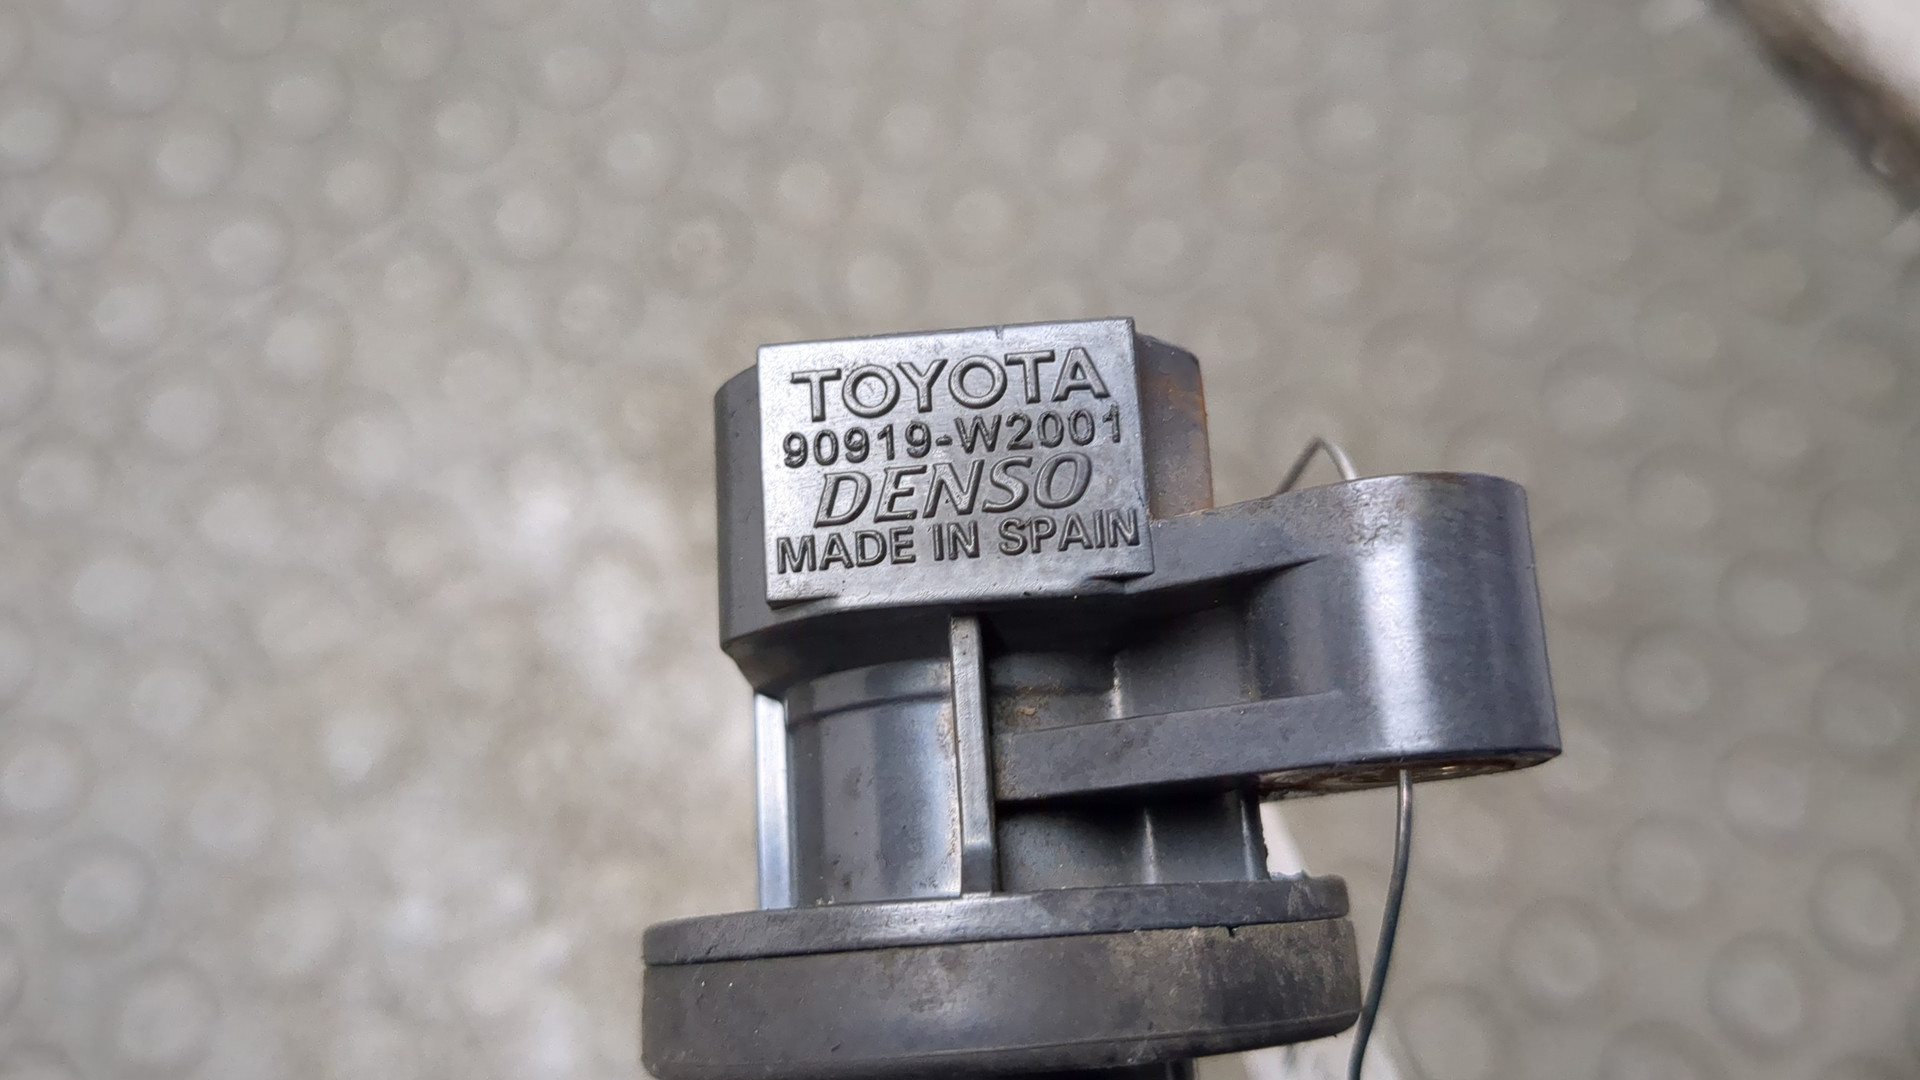 TOYOTA
90919-W2001
DENSO
MADE IN SPAIN